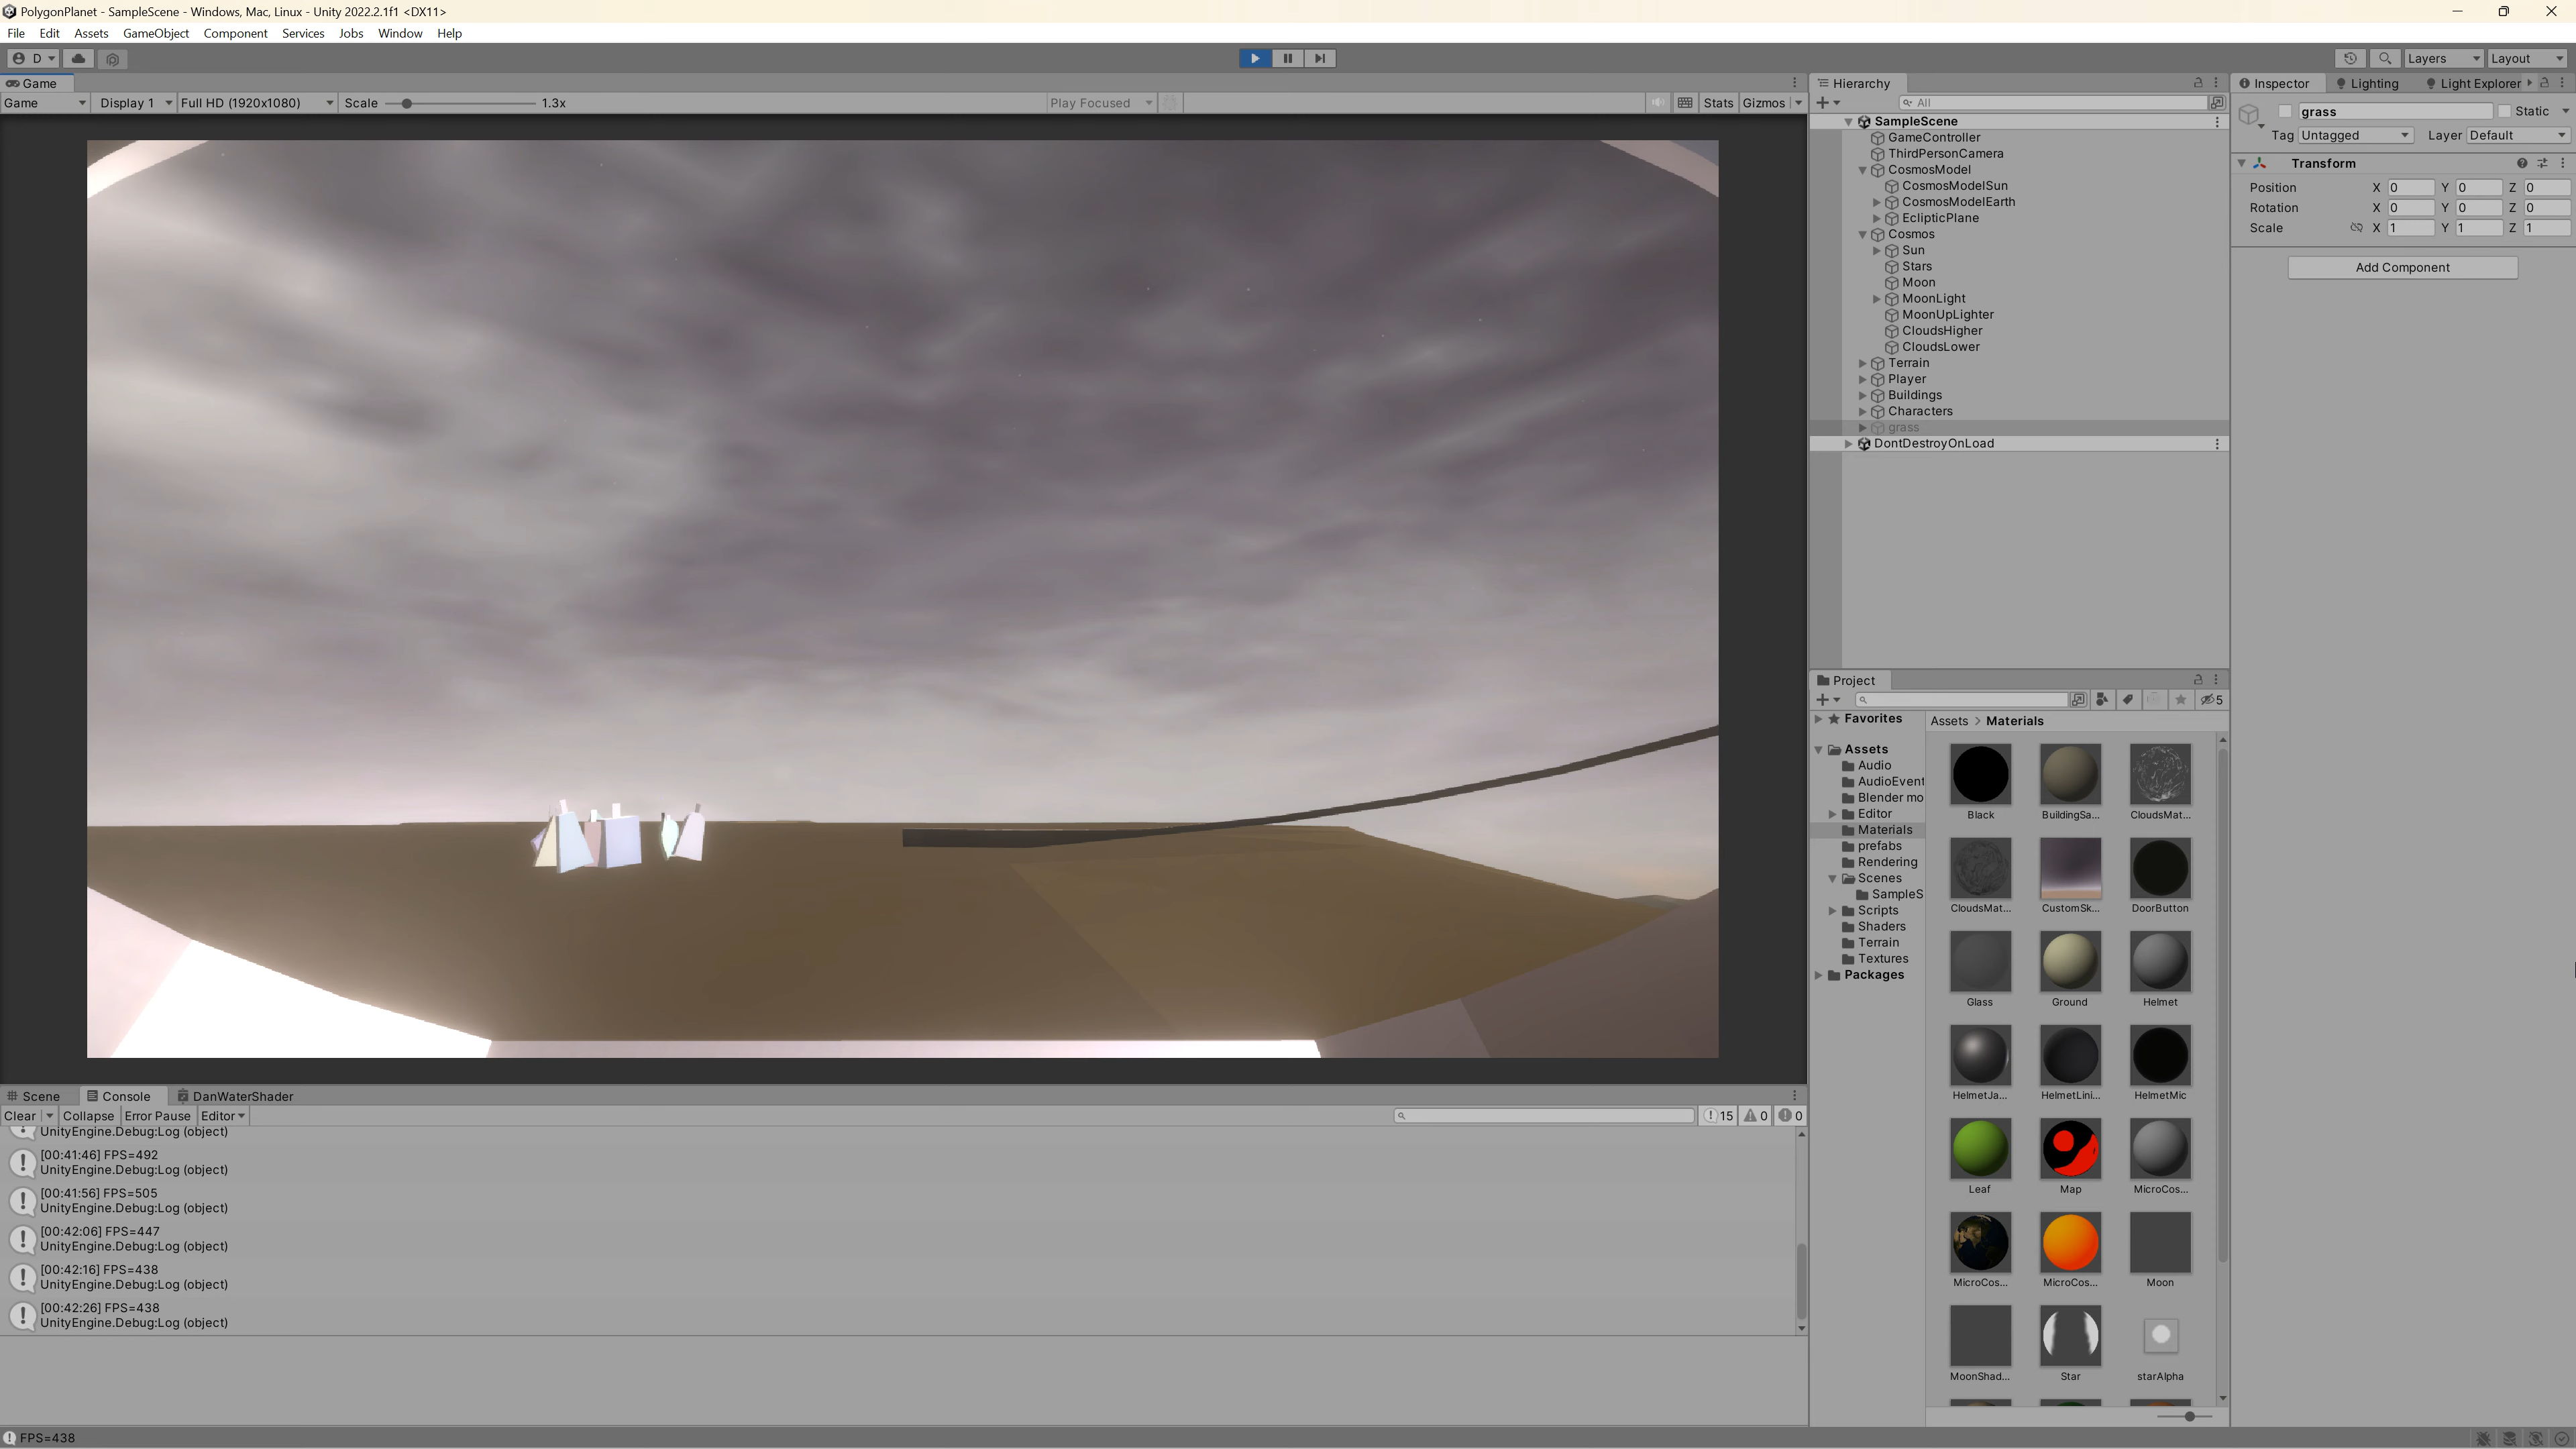 PolygonPlanet - SampleScene - Windows, Mac, Linux - Unity 2022.2.1f1 <DX11>
File Edit Assets GameObject Component Services Jobs Window Help
D Layers Layout
Game
Game Display 1 Full HD (1920x1080) Scale 1.3x Play Focused Stats Gizmos
Hierarchy
All
SampleScene
GameController
ThirdPersonCamera
CosmosModel
CosmosModelSun
CosmosModelEarth
EclipticPlane
Cosmos
Sun
Stars
Moon
MoonLight
MoonUpLighter
CloudsHigher
CloudsLower
Terrain
Player
Buildings
Characters
grass
DontDestroyOnLoad
Inspector Lighting Light Explorer
grass Static
Tag Untagged Layer Default
Transform
Position X 0 Y 0 Z 0
Rotation X 0 Y 0 Z 0
Scale X 1 Y 1 Z 1
Add Component
Project
5
Favorites
Assets
Audio
AudioEvent
Blender mo
Editor
Materials
prefabs
Rendering
Scenes
SampleS
Scripts
Shaders
Terrain
Textures
Packages
Assets > Materials
Black BuildingSa... CloudsMat...
CloudsMat... CustomSk... DoorButton
Glass Ground Helmet
HelmetJa... HelmetLini... HelmetMic
Leaf Map MicroCos...
MicroCos... MicroCos... Moon
MoonShad... Star starAlpha
Scene Console DanWaterShader
Clear Collapse Error Pause Editor 15 0 0
UnityEngine.Debug:Log (object)
[00:41:46] FPS=492
UnityEngine.Debug:Log (object)
[00:41:56] FPS=505
UnityEngine.Debug:Log (object)
[00:42:06] FPS=447
UnityEngine.Debug:Log (object)
[00:42:16] FPS=438
UnityEngine.Debug:Log (object)
[00:42:26] FPS=438
UnityEngine.Debug:Log (object)
FPS=438